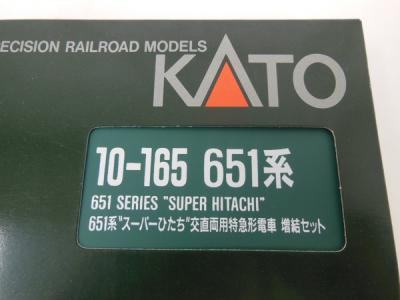 RECISION RAILROAD MODELS
KATO
10-165 651系
651 SERIES "SUPER HITACHI"
651系"スーパーひたち"交直両用特急形電車 増結セット